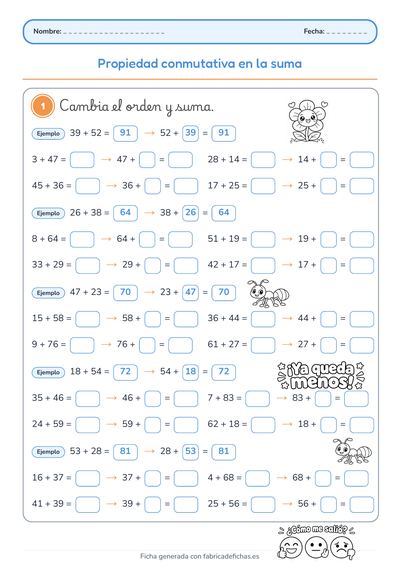 Nombre:
Fecha:
Propiedad conmutativa en la suma
1 Cambia el orden y suma.
Ejemplo 39 + 52 = 91 → 52 + 39 = 91
3 + 47 = → 47 + = 28 + 14 = → 14 + =
45 + 36 = → 36 + = 17 + 25 = → 25 + =
Ejemplo 26 + 38 = 64 → 38 + 26 = 64
8 + 64 = → 64 + = 51 + 19 = → 19 + =
33 + 29 = → 29 + = 42 + 17 = → 17 + =
Ejemplo 47 + 23 = 70 → 23 + 47 = 70
15 + 58 = → 58 + = 36 + 44 = → 44 + =
9 + 76 = → 76 + = 61 + 27 = → 27 + =
Ejemplo 18 + 54 = 72 → 54 + 18 = 72
¡Ya queda
menos!
35 + 46 = → 46 + = 7 + 83 = → 83 + =
24 + 59 = → 59 + = 62 + 18 = → 18 + =
Ejemplo 53 + 28 = 81 → 28 + 53 = 81
16 + 37 = → 37 + = 4 + 68 = → 68 + =
41 + 39 = → 39 + = 25 + 56 = → 56 + =
¿Cómo me salió?
Ficha generada con fabricadefichas.es